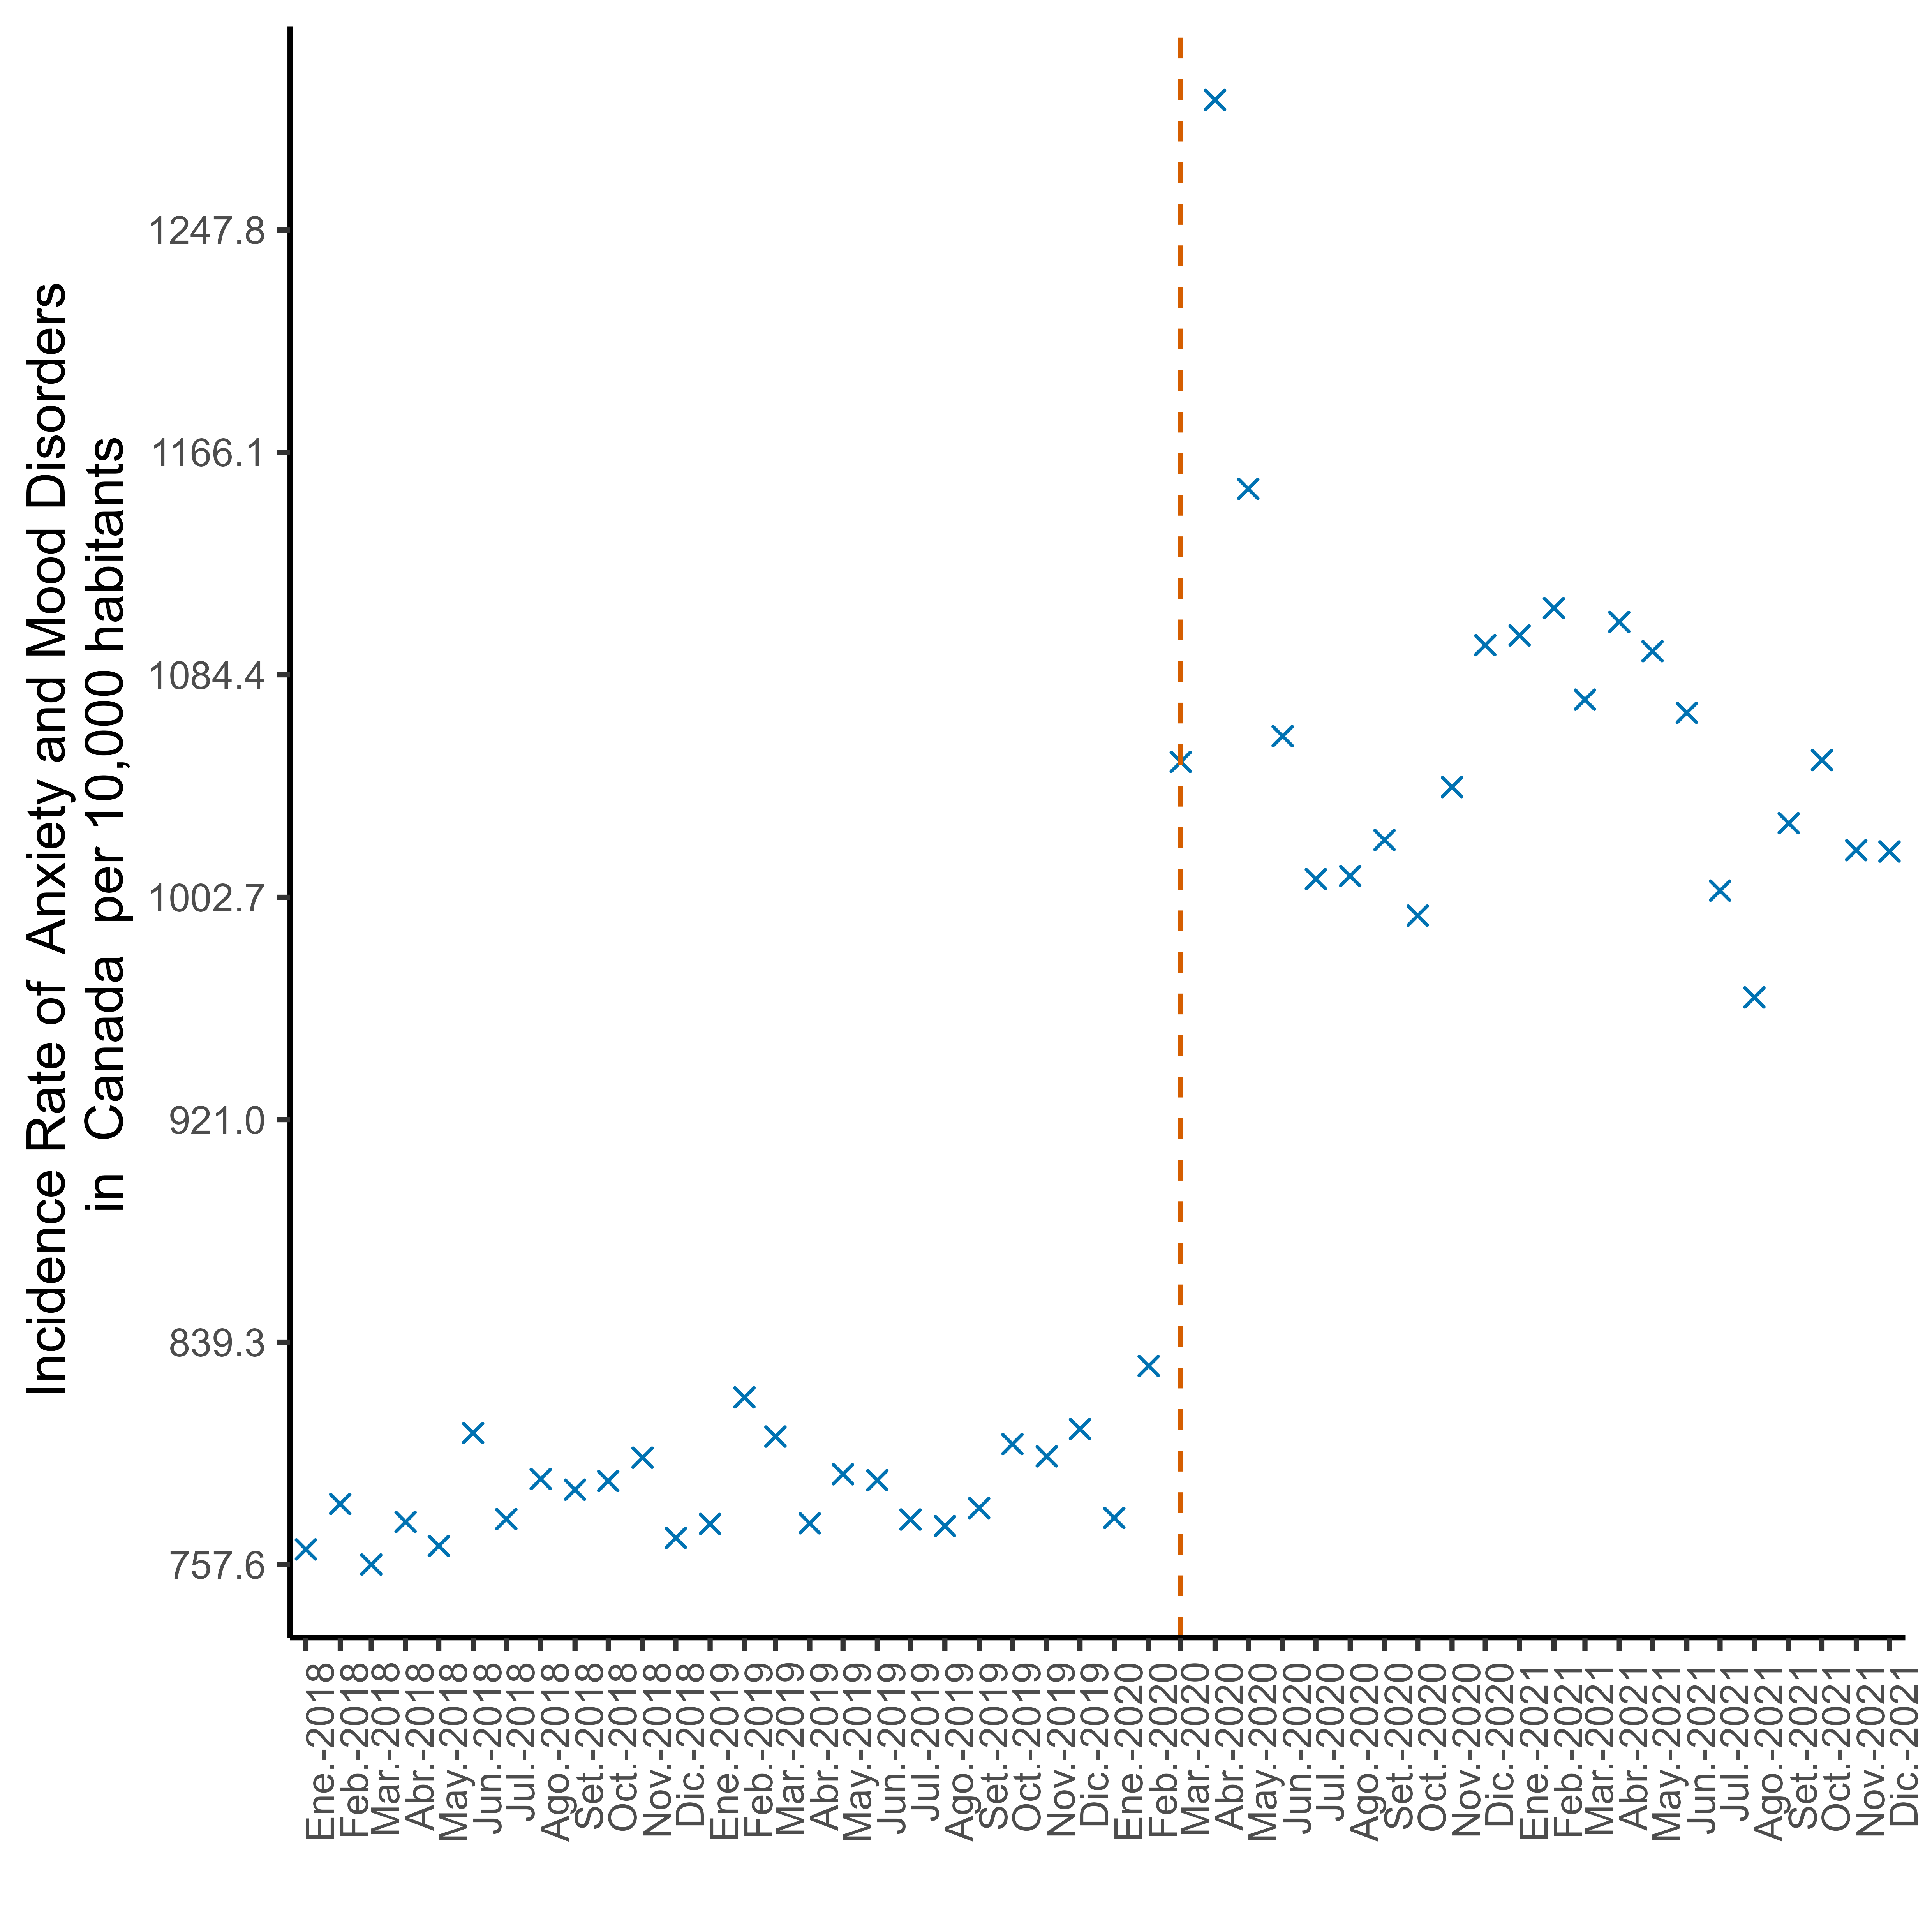 Incidence Rate of  Anxiety and Mood Disorders
in  Canada  per 10,000 habitants
1247.8
1166.1
1084.4
1002.7
921.0
839.3
757.6
Ene.-2018
Feb.-2018
Mar.-2018
Abr.-2018
May.-2018
Jun.-2018
Jul.-2018
Ago.-2018
Set.-2018
Oct.-2018
Nov.-2018
Dic.-2018
Ene.-2019
Feb.-2019
Mar.-2019
Abr.-2019
May.-2019
Jun.-2019
Jul.-2019
Ago.-2019
Set.-2019
Oct.-2019
Nov.-2019
Dic.-2019
Ene.-2020
Feb.-2020
Mar.-2020
Abr.-2020
May.-2020
Jun.-2020
Jul.-2020
Ago.-2020
Set.-2020
Oct.-2020
Nov.-2020
Dic.-2020
Ene.-2021
Feb.-2021
Mar.-2021
Abr.-2021
May.-2021
Jun.-2021
Jul.-2021
Ago.-2021
Set.-2021
Oct.-2021
Nov.-2021
Dic.-2021